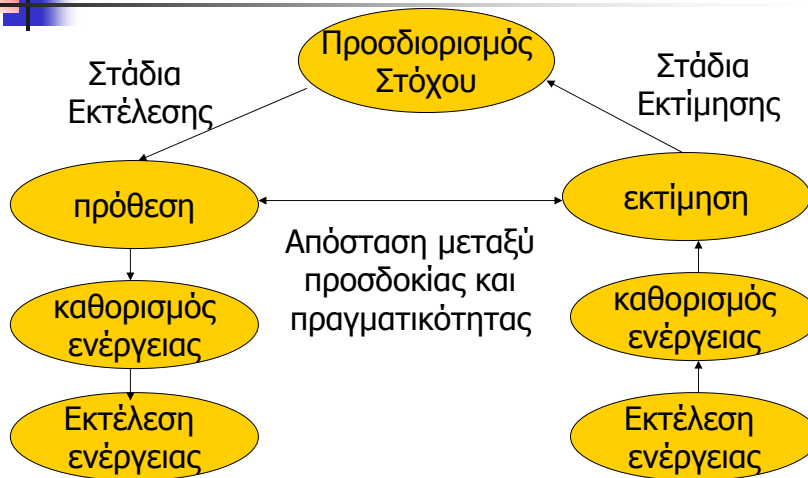 Προσδιορισμός
Στόχου
Στάδια
Εκτέλεσης
Στάδια
Εκτίμησης
πρόθεση
εκτίμηση
Απόσταση μεταξύ
προσδοκίας και
πραγματικότητας
καθορισμός
ενέργειας
καθορισμός
ενέργειας
Εκτέλεση
ενέργειας
Εκτέλεση
ενέργειας